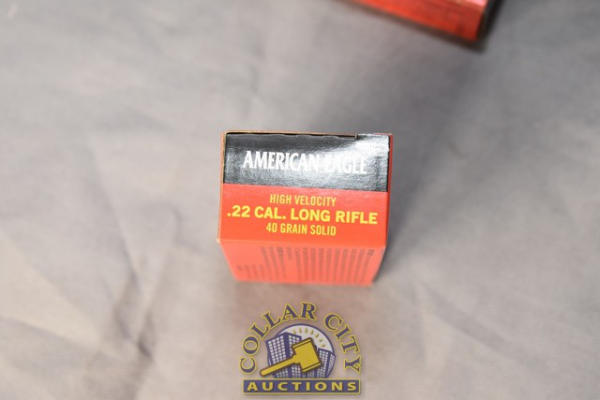 AMERICAN EAGLE
HIGH VELOCITY
.22 CAL. LONG RIFLE
40 GRAIN SOLID
COLLAR CITY
AUCTIONS